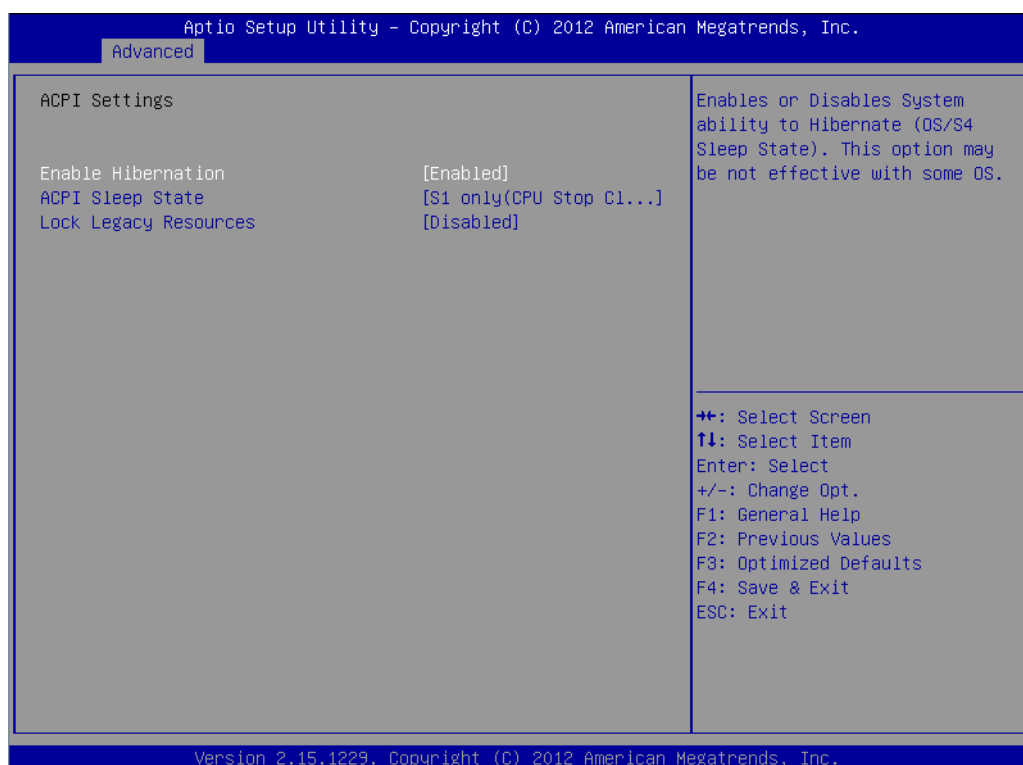 Aptio Setup Utility – Copyright (C) 2012 American Megatrends, Inc.
Advanced
ACPI Settings
Enable Hibernation [Enabled]
ACPI Sleep State [S1 only(CPU Stop Cl...]
Lock Legacy Resources [Disabled]
Enables or Disables System
ability to Hibernate (OS/S4
Sleep State). This option may
be not effective with some OS.
→←: Select Screen
↑↓: Select Item
Enter: Select
+/-: Change Opt.
F1: General Help
F2: Previous Values
F3: Optimized Defaults
F4: Save & Exit
ESC: Exit
Version 2.15.1229. Copyright (C) 2012 American Megatrends, Inc.